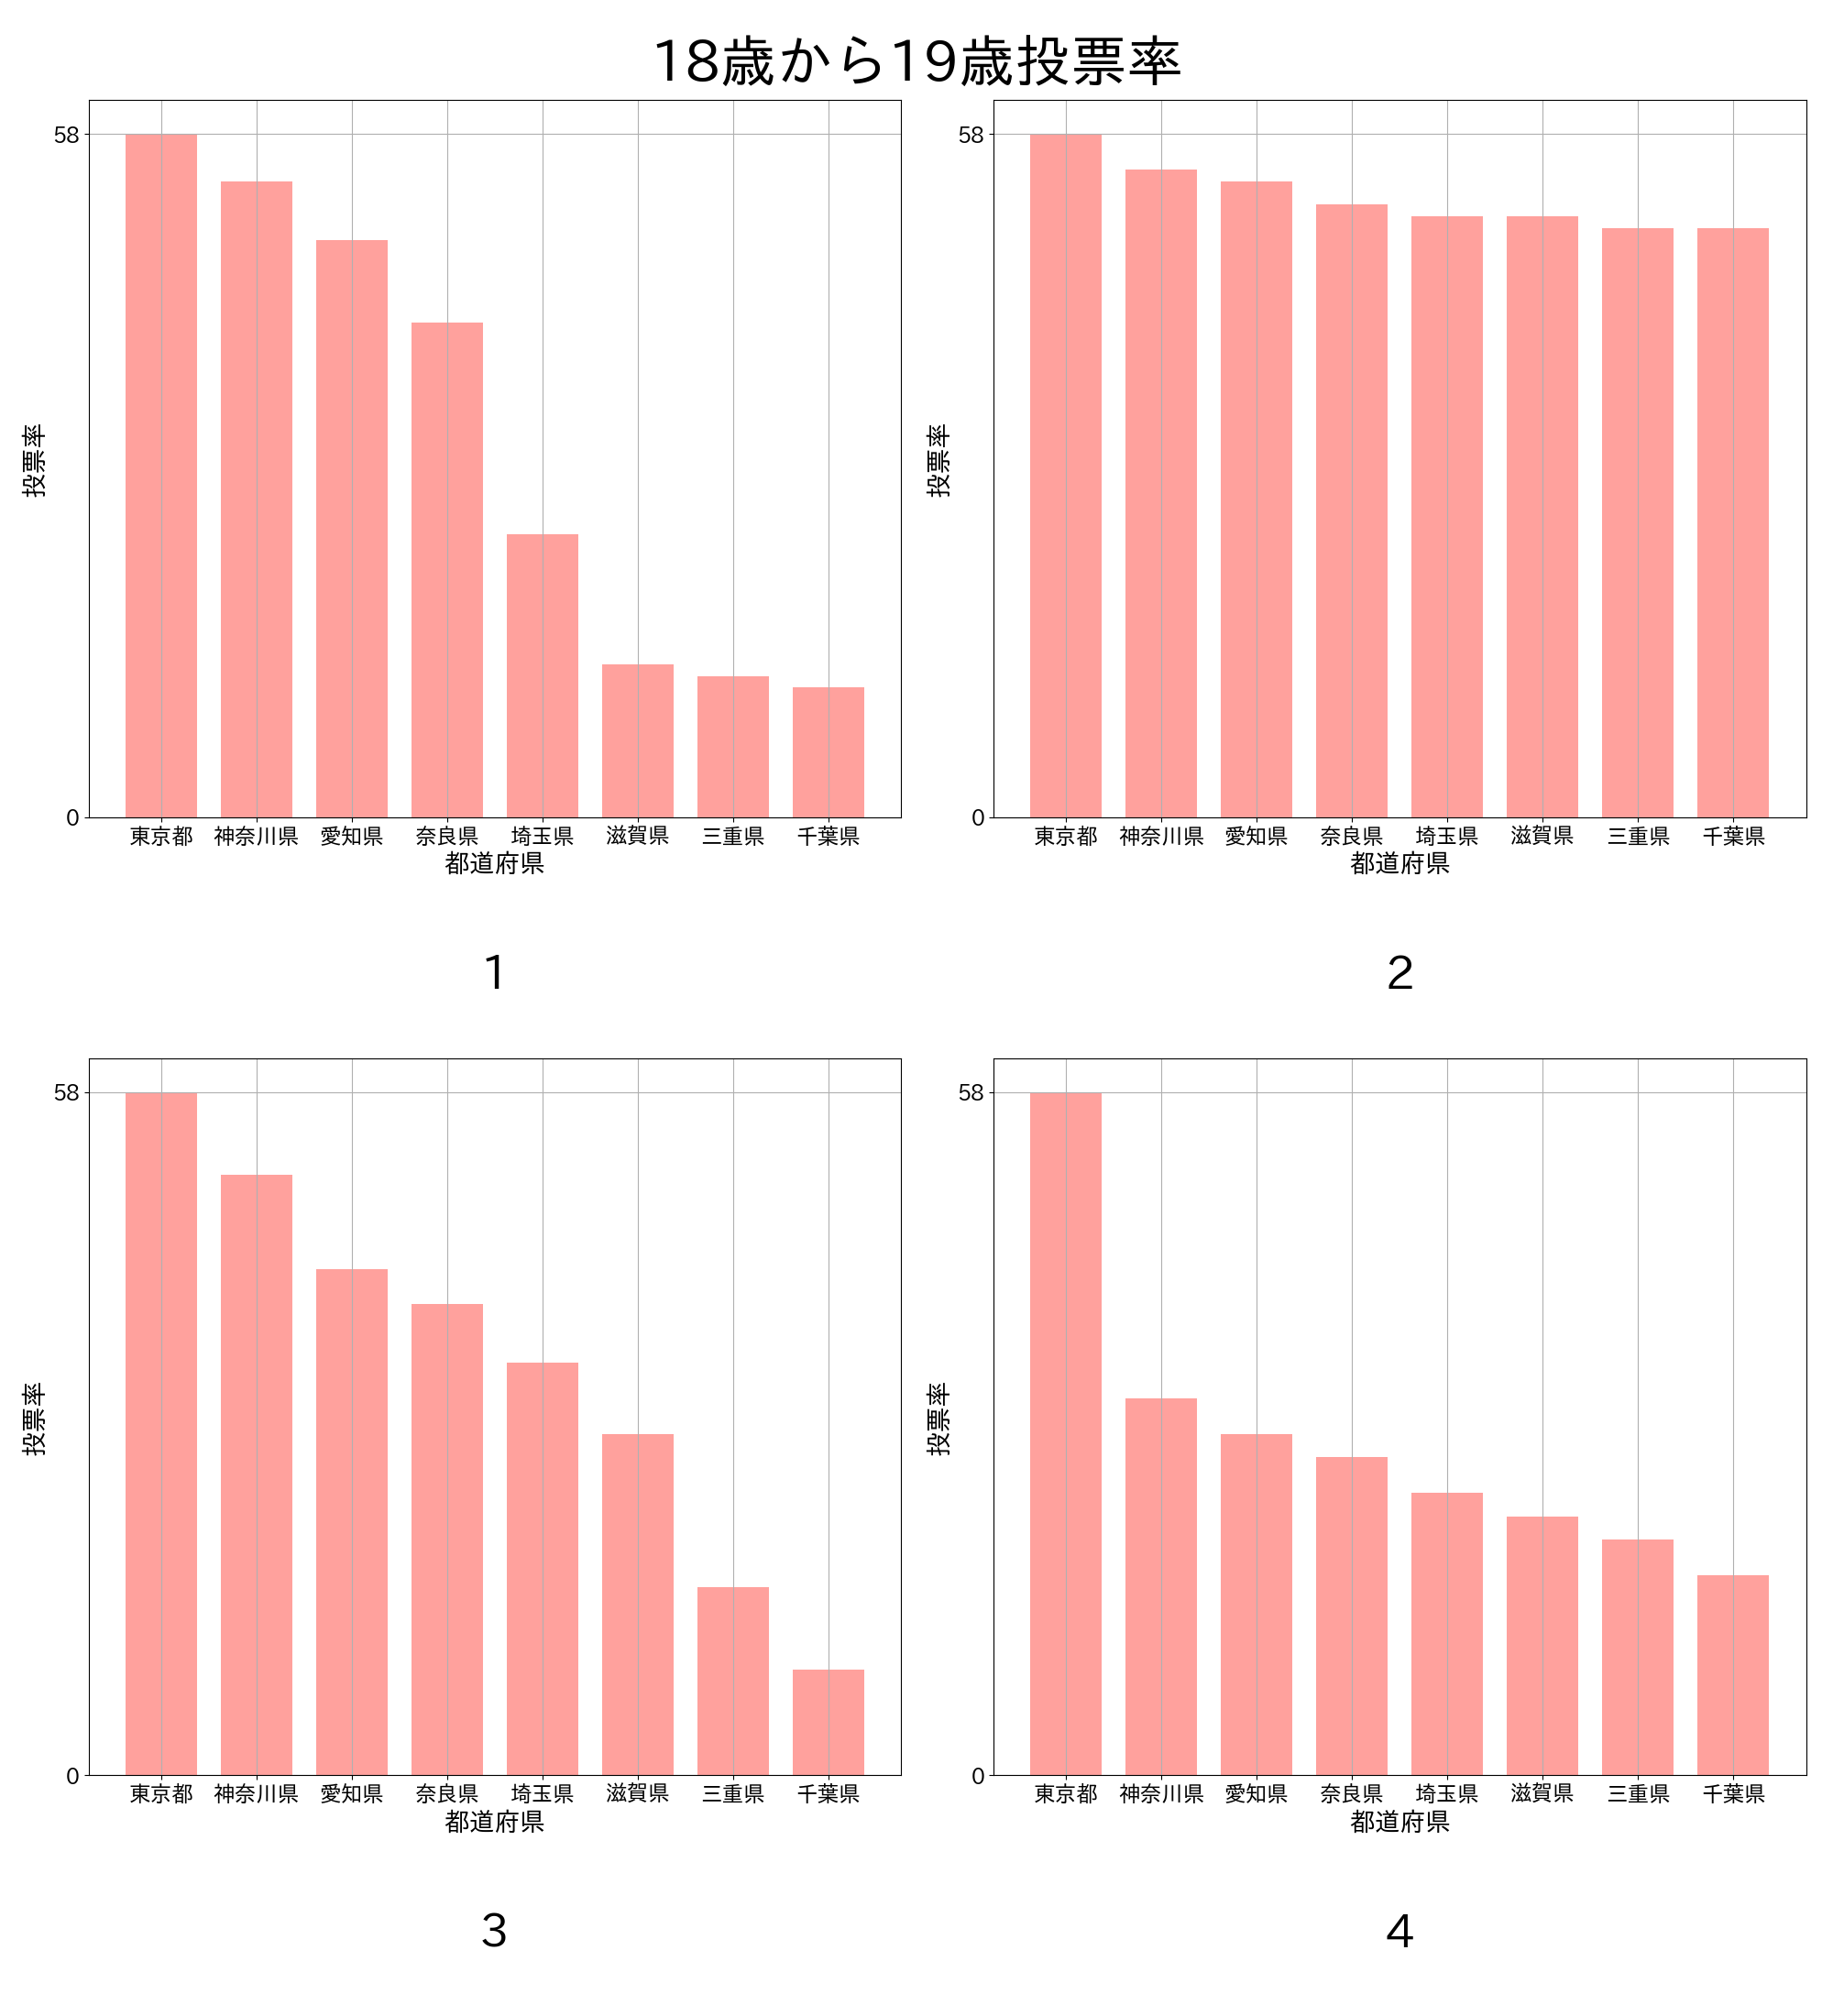 18歳から19歳投票率
58
0
投票率
東京都 神奈川県 愛知県 奈良県 埼玉県 滋賀県 三重県 千葉県
都道府県
1
58
0
投票率
東京都 神奈川県 愛知県 奈良県 埼玉県 滋賀県 三重県 千葉県
都道府県
2
58
0
投票率
東京都 神奈川県 愛知県 奈良県 埼玉県 滋賀県 三重県 千葉県
都道府県
3
58
0
投票率
東京都 神奈川県 愛知県 奈良県 埼玉県 滋賀県 三重県 千葉県
都道府県
4